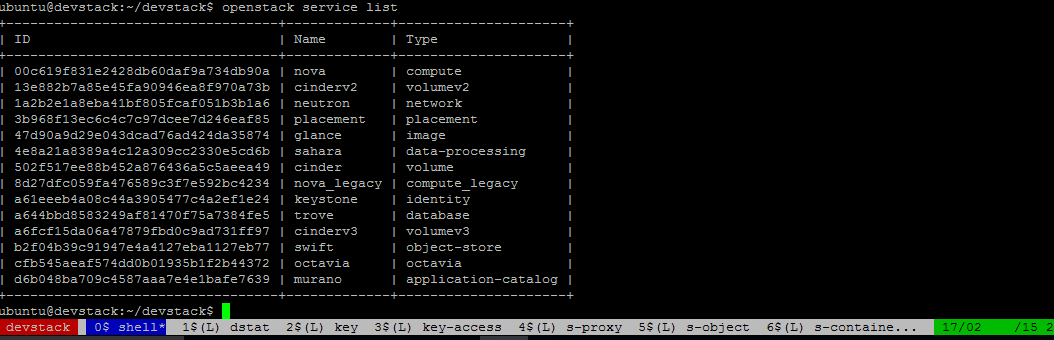 ubuntu@devstack:~/devstack$ openstack service list
+----------------------------------+-------------+---------------------+
| ID                               | Name        | Type                |
+----------------------------------+-------------+---------------------+
| 00c619f831e2428db60daf9a734db90a | nova        | compute             |
| 13e882b7a85e45fa90946ea8f970a73b | cinderv2    | volumev2            |
| 1a2b2e1a8eba41bf805fcaf051b3b1a6 | neutron     | network             |
| 3b968f13ec6c4c7c97dcee7d246eaf85 | placement   | placement           |
| 47d90a9d29e043dcad76ad424da35874 | glance      | image               |
| 4e8a21a8389a4c12a309cc2330e5cd6b | sahara      | data-processing     |
| 502f517ee88b452a876436a5c5aeea49 | cinder      | volume              |
| 8d27dfc059fa476589c3f7e592bc4234 | nova_legacy | compute_legacy      |
| a61eeeb4a08c44a3905477c4a2ef1e24 | keystone    | identity            |
| a644bbd8583249af81470f75a7384fe5 | trove       | database            |
| a6fcf15da06a47879fbd0c9ad731ff97 | cinderv3    | volumev3            |
| b2f04b39c91947e4a4127eba1127eb77 | swift       | object-store        |
| cfb545aeaf574dd0b01935b1f2b44372 | octavia     | octavia             |
| d6b048ba709c4587aaa7e4e1bafe7639 | murano      | application-catalog |
+----------------------------------+-------------+---------------------+
ubuntu@devstack:~/devstack$
devstack 0$ shell* 1$(L) dstat 2$(L) key 3$(L) key-access 4$(L) s-proxy 5$(L) s-object 6$(L) s-containe... 17/02 /15 2